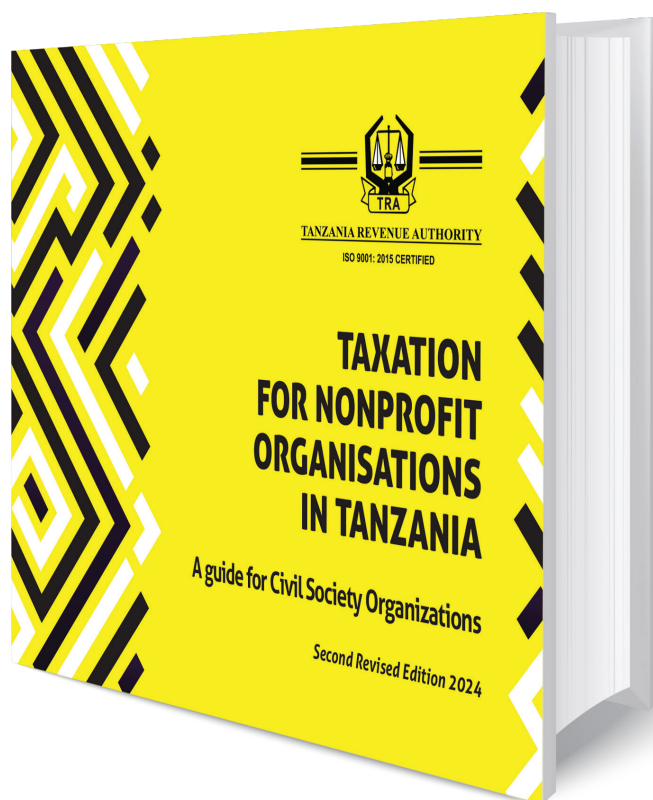 TRA
TANZANIA REVENUE AUTHORITY
ISO 9001: 2015 CERTIFIED
TAXATION
FOR NONPROFIT
ORGANISATIONS
IN TANZANIA
A guide for Civil Society Organizations
Second Revised Edition 2024